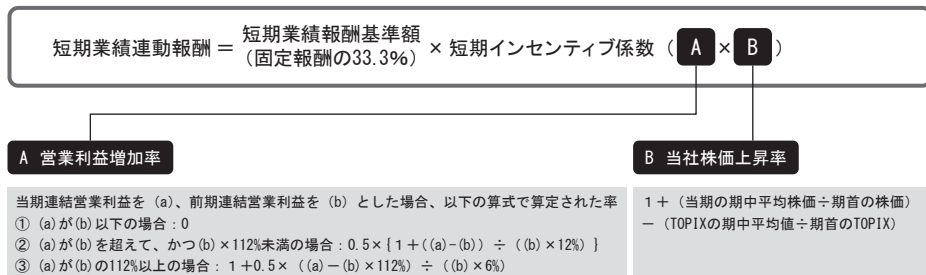 短期業績連動報酬＝短期業績報酬基準額（固定報酬の33.3%）×短期インセンティブ係数（A×B）
A 営業利益増加率
当期連結営業利益を（a）、前期連結営業利益を（b）とした場合、以下の算式で算定された率
① (a)が(b)以下の場合：0
② (a)が(b)を超えて、かつ(b)×112%未満の場合：0.5×{１＋((a)-(b))÷((b)×12%)}
③ (a)が(b)の112%以上の場合：１＋0.5×((a)－(b)×112%)÷((b)×6%)
B 当社株価上昇率
１＋（当期の期中平均株価÷期首の株価）
－（TOPIXの期中平均値÷期首のTOPIX）